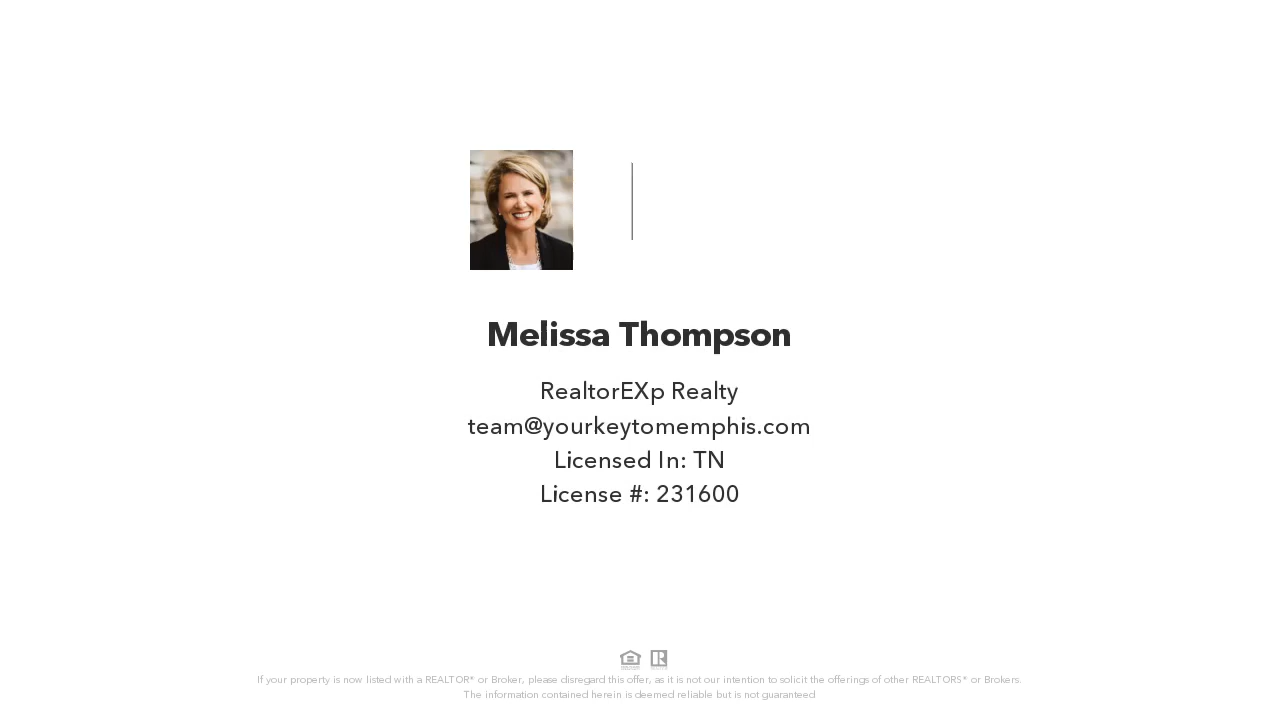 Melissa Thompson
RealtorEXp Realty
team@yourkeytomemphis.com
Licensed In: TN
License #: 231600
If your property is now listed with a REALTOR® or Broker, please disregard this offer, as it is not our intention to solicit the offerings of other REALTORS® or Brokers.
The information contained herein is deemed reliable but is not guaranteed